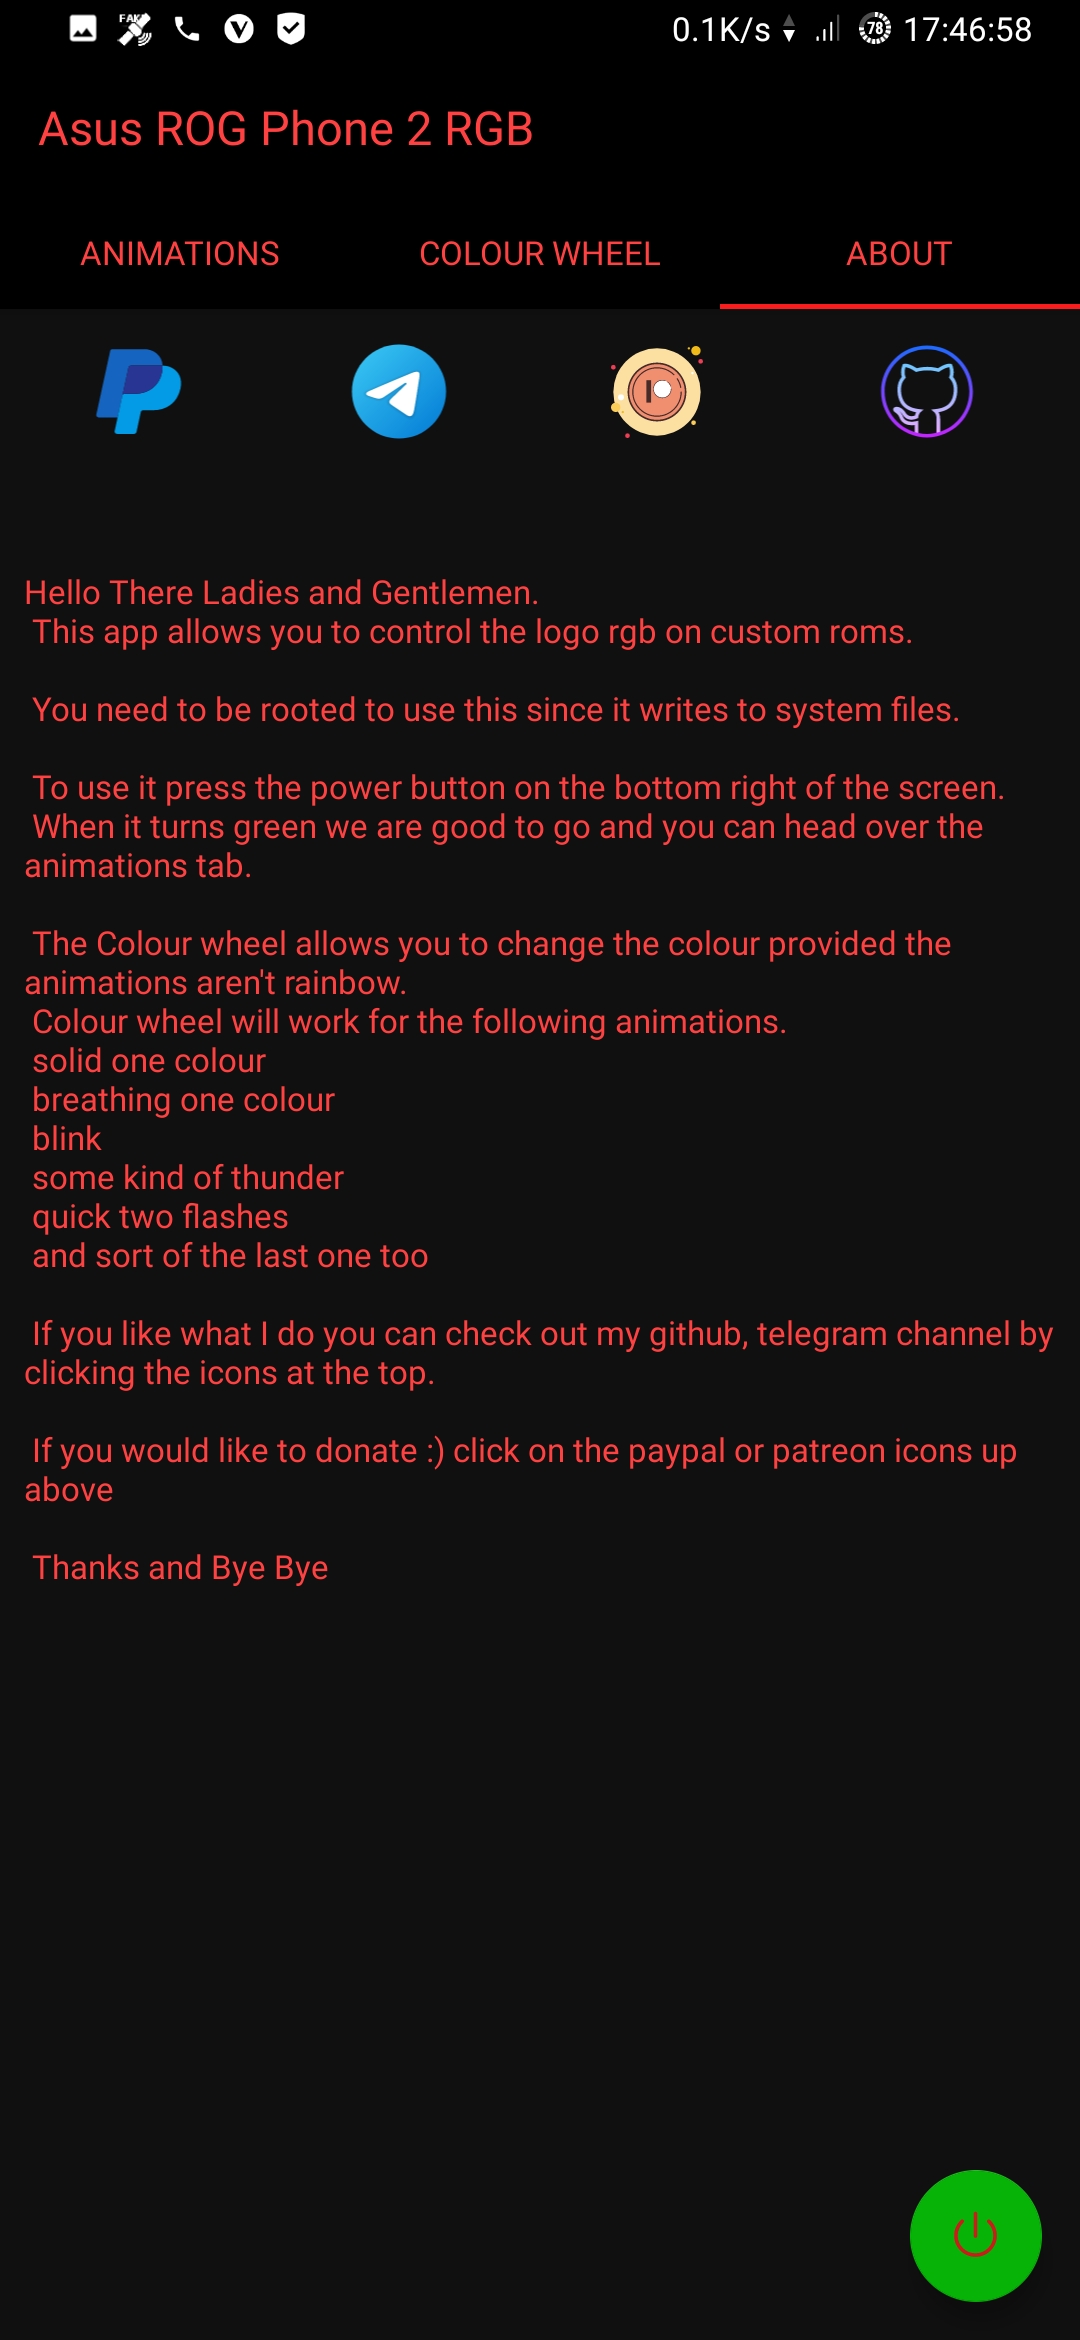 FAKE
0.1K/s
78
17:46:58
Asus ROG Phone 2 RGB
ANIMATIONS COLOUR WHEEL ABOUT
Hello There Ladies and Gentlemen.
This app allows you to control the logo rgb on custom roms.
You need to be rooted to use this since it writes to system files.
To use it press the power button on the bottom right of the screen.
When it turns green we are good to go and you can head over the
animations tab.
The Colour wheel allows you to change the colour provided the
animations aren't rainbow.
Colour wheel will work for the following animations.
solid one colour
breathing one colour
blink
some kind of thunder
quick two flashes
and sort of the last one too
If you like what I do you can check out my github, telegram channel by
clicking the icons at the top.
If you would like to donate :) click on the paypal or patreon icons up
above
Thanks and Bye Bye